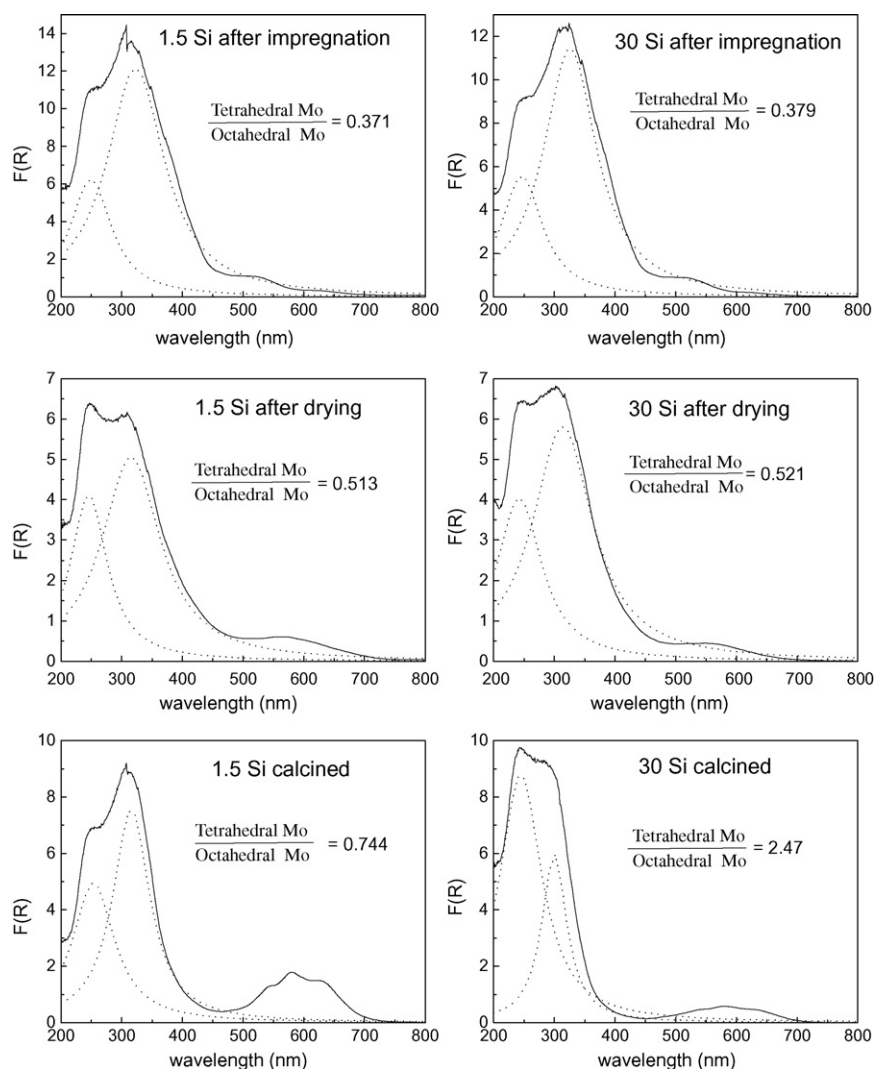 1.5 Si after impregnation
Tetrahedral Mo
Octahedral Mo
= 0.371
F(R)
14
12
10
8
6
4
2
0
200 300 400 500 600 700 800
wavelength (nm)
30 Si after impregnation
Tetrahedral Mo
Octahedral Mo
= 0.379
F(R)
12
10
8
6
4
2
0
200 300 400 500 600 700 800
wavelength (nm)
1.5 Si after drying
Tetrahedral Mo
Octahedral Mo
= 0.513
F(R)
7
6
5
4
3
2
1
0
200 300 400 500 600 700 800
wavelength (nm)
30 Si after drying
Tetrahedral Mo
Octahedral Mo
= 0.521
F(R)
7
6
5
4
3
2
1
0
200 300 400 500 600 700 800
wavelength (nm)
1.5 Si calcined
Tetrahedral Mo
Octahedral Mo
= 0.744
F(R)
10
8
6
4
2
0
200 300 400 500 600 700 800
wavelength (nm)
30 Si calcined
Tetrahedral Mo
Octahedral Mo
= 2.47
F(R)
10
8
6
4
2
0
200 300 400 500 600 700 800
wavelength (nm)